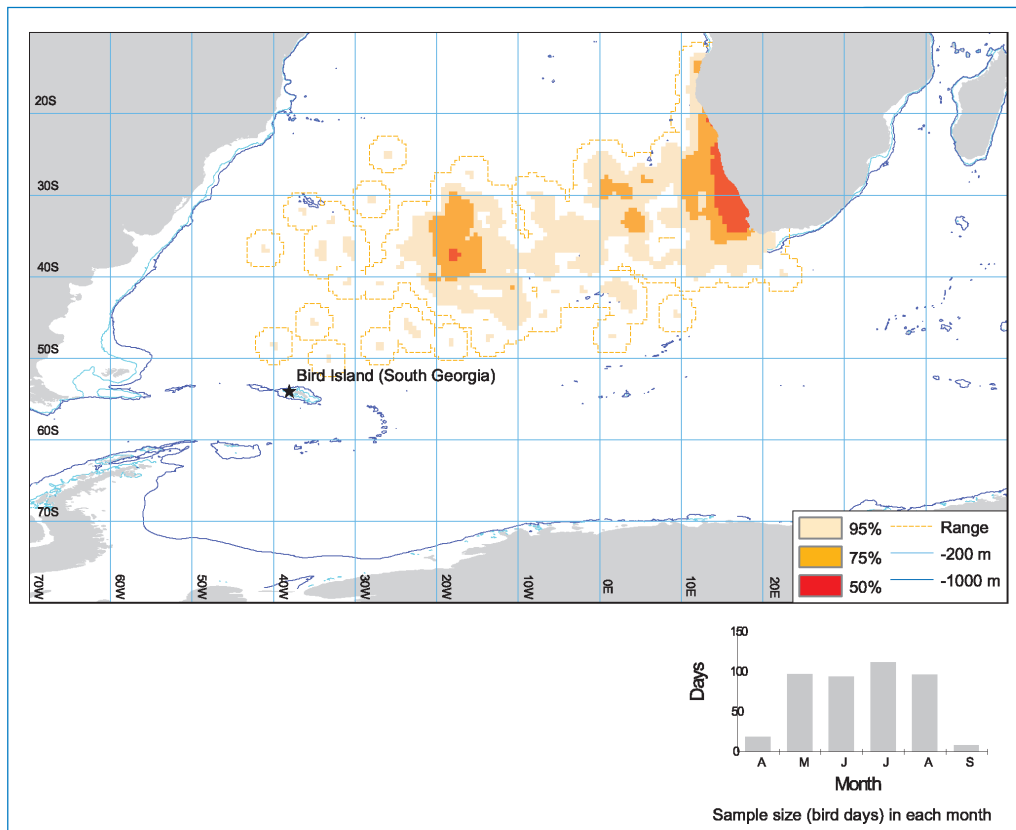 20S
30S
40S
50S
Bird Island (South Georgia)
60S
70S
70W
60W
50W
40W
30W
20W
10W
0E
10E
20E
95%
75%
50%
Range
-200 m
-1000 m
150
100
50
0
Days
A M J J A S
Month
Sample size (bird days) in each month